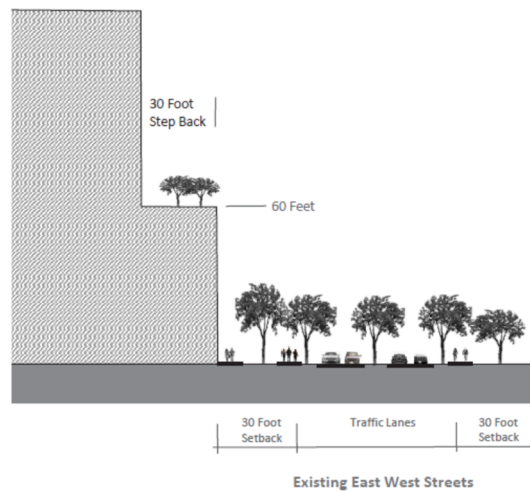 30 Foot
Step Back
60 Feet
30 Foot
Setback
Traffic Lanes
30 Foot
Setback
Existing East West Streets